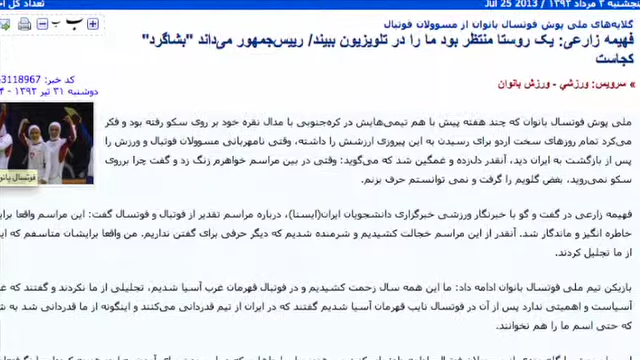 پنجشنبه ۳ مرداد ۱۳۹۲ / Jul 25 2013
تعداد کل اخ
گلایه‌های ملی پوش فوتسال بانوان از مسوولان فوتبال
فهیمه زارعی: یک روستا منتظر بود ما را در تلویزیون ببیند/ رییس‌جمهور می‌داند "بشاگرد"
کجاست
» سرویس: ورزشي - ورزش بانوان
کد خبر: 3118967
دوشنبه ۳۱ تیر ۱۳۹۲ - ۴
ملی پوش فوتسال بانوان که چند هفته پیش با هم تیمی‌هایش در کره‌جنوبی با مدال نقره خود بر روی سکو رفته بود و فکر
می‌کرد تمام روزهای سخت اردو برای رسیدن به این پیروزی ارزشش را داشته، وقتی نامهربانی مسوولان فوتبال و ورزش را
پس از بازگشت به ایران دید، آنقدر دلزده و غمگین شد که می‌گوید: وقتی در بین مراسم خواهرم زنگ زد و گفت چرا برروی
سکو نمی‌روید، بغض گلویم را گرفت و نمی توانستم حرف بزنم.
فوتسال بانو
فهیمه زارعی در گفت و گو با خبرنگار ورزشی خبرگزاری دانشجویان ایران(ایسنا)، درباره مراسم تقدیر از فوتبال و فوتسال گفت: این مراسم واقعا برای
خاطره انگیز و ماندگار شد. آنقدر از این مراسم خجالت کشیدیم و شرمنده شدیم که دیگر حرفی برای گفتن نداریم. من واقعا برایشان متاسفم که این
از ما تجلیل کردند.
بازیکن تیم ملی فوتسال بانوان ادامه داد: ما این همه سال زحمت کشیدیم و در فوتبال قهرمان غرب آسیا شدیم، تجلیلی از ما نکردند و گفتند که غر
آسیاست و اهمیتی ندارد پس از آن در فوتسال نایب قهرمان آسیا شدیم گفتند که در ایران از تیم قدردانی می‌کنند و اینگونه از ما قدردانی شد به ش
که حتی اسم ما را هم نخواندند.